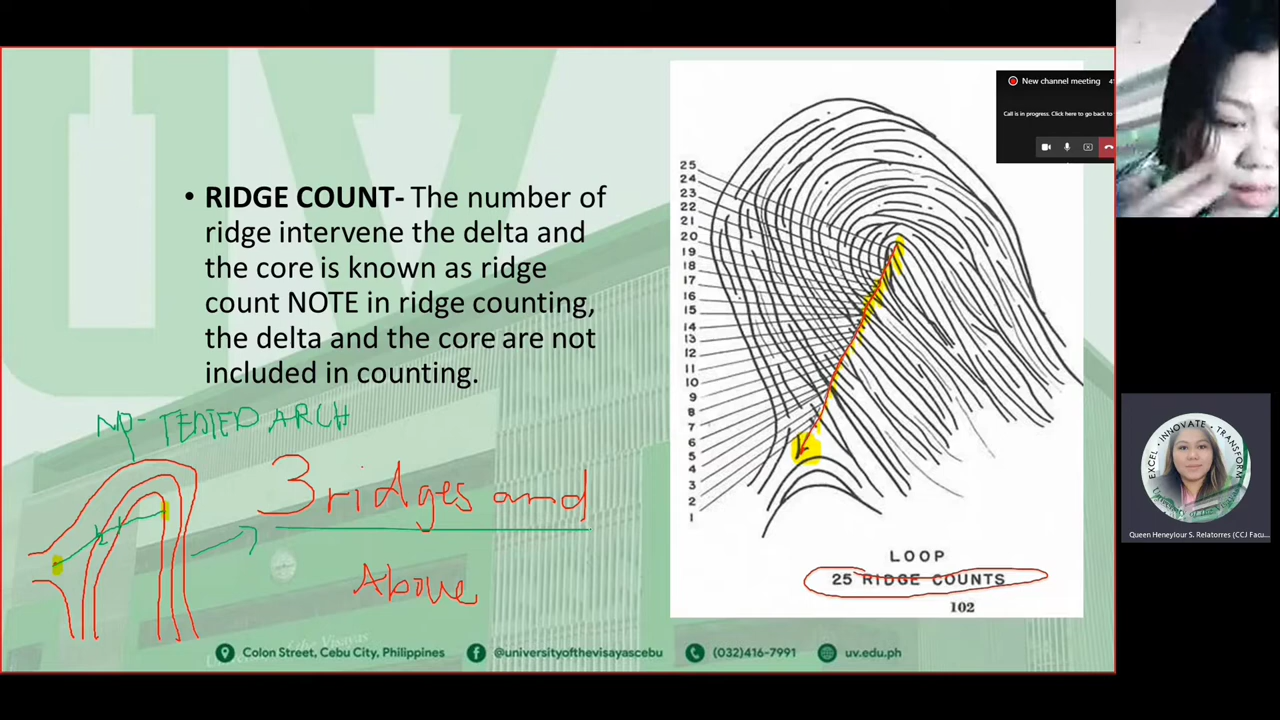 • RIDGE COUNT- The number of
ridge intervene the delta and
the core is known as ridge
count NOTE in ridge counting,
the delta and the core are not
included in counting.
NO- TENTED ARCH
3 ridges and
Above
25
24
23
22
21
20
19
18
17
16
15
14
13
12
11
10
9
8
7
6
5
4
3
2
1
LOOP
25 RIDGE COUNTS
102
New channel meeting
Call is in progress. Click here to go back to
Colon Street, Cebu City, Philippines
@universityofthevisayascebu
(032)416-7991
uv.edu.ph
EXCEL • INNOVATE • TRANSFORM
Queen Heneylour S. Relatorres (CCJ Facu...